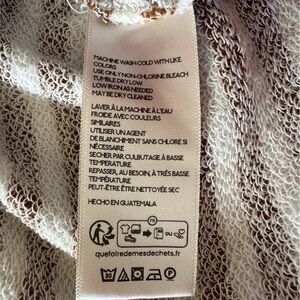 MACHINE WASH COLD WITH LIKE
COLORS
USE ONLY NON-CHLORINE BLEACH
TUMBLE DRY LOW
LOW IRON AS NEEDED
MAY BE DRY CLEANED
LAVER À LA MACHINE À L'EAU
FROIDE AVEC COULEURS
SIMILAIRES
UTILISER UN AGENT
DE BLANCHIMENT SANS CHLORE SI
NÉCESSAIRE
SECHER PAR CULBUTAGE À BASSE
TEMPÉRATURE
REPASSER, AU BESOIN, À TRÈS BASSE
TEMPÉRATURE
PEUT-ÊTRE ÊTRE NETTOYÉE SEC
HECHO EN GUATEMALA
FR
OU
quefairedemesdechets.fr